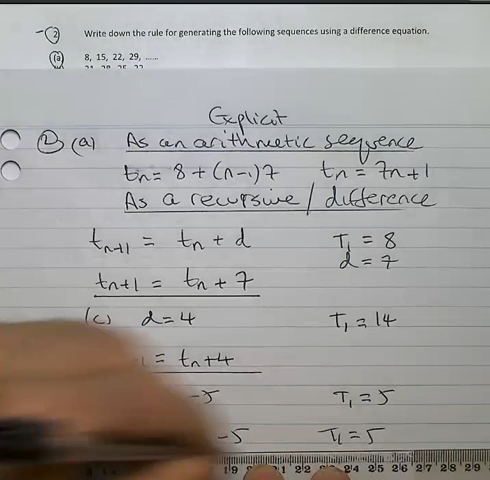 2 Write down the rule for generating the following sequences using a difference equation.
(a) 8, 15, 22, 29, ......
Explicit
2 (a) As an arithmetic sequence
tn = 8 + (n-1)7 tn = 7n+1
As a recursive / difference
tn+1 = tn + d T1 = 8
d = 7
tn+1 = tn + 7
(c) d=4 T1 = 14
1 = tn+4
-5 T1 = 5
-5 T1 = 5
19 21 22 24 25 26 27 28 29